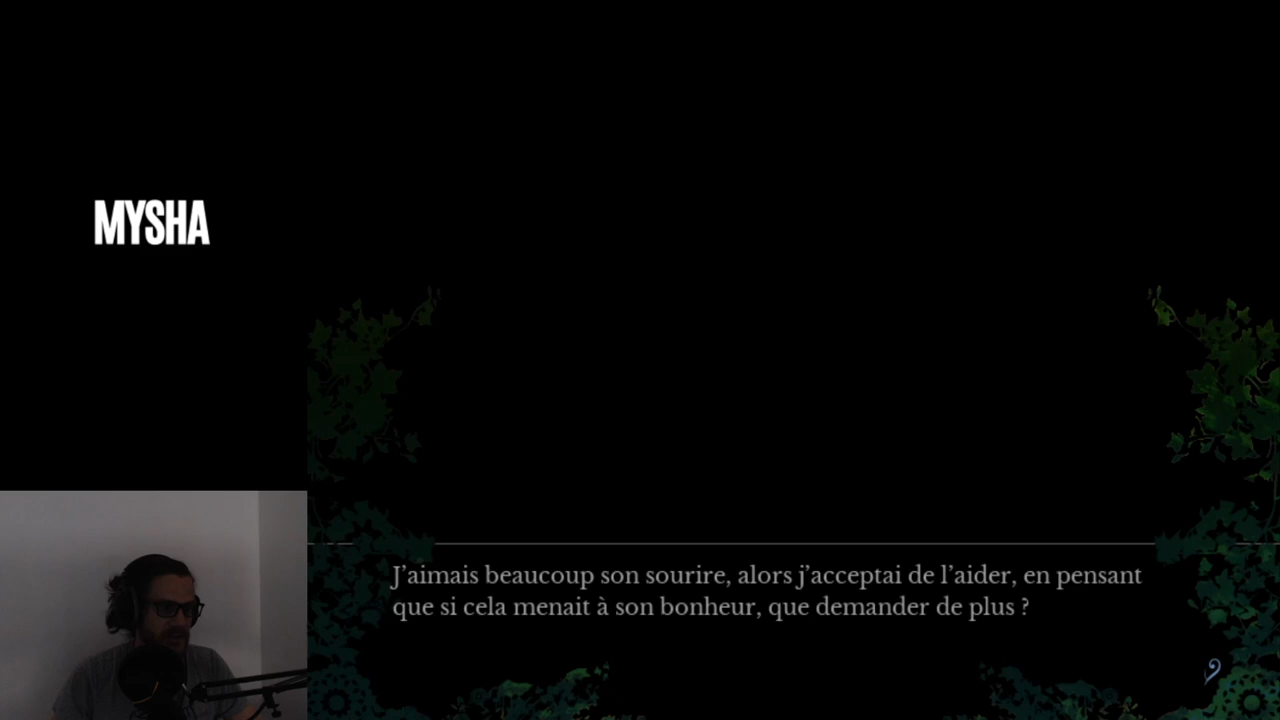 MYSHA
J’aimais beaucoup son sourire, alors j’acceptai de l’aider, en pensant
que si cela menait à son bonheur, que demander de plus ?